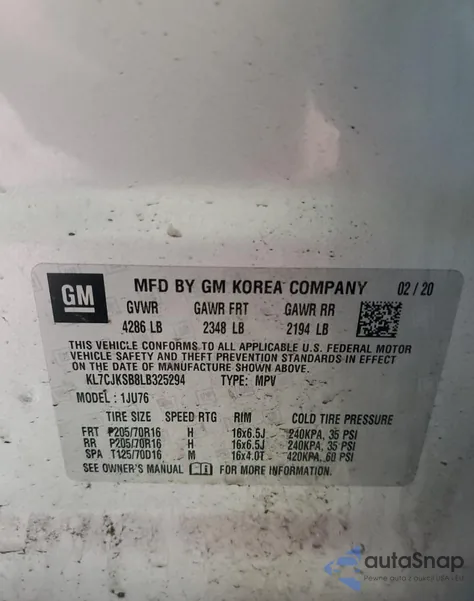 GM MFD BY GM KOREA COMPANY 02 / 20
GVWR GAWR FRT GAWR RR
4286 LB 2348 LB 2194 LB
THIS VEHICLE CONFORMS TO ALL APPLICABLE U.S. FEDERAL MOTOR
VEHICLE SAFETY AND THEFT PREVENTION STANDARDS IN EFFECT
ON THE DATE OF MANUFACTURE SHOWN ABOVE.
KL7CJKSB8LB325294 TYPE: MPV
MODEL : 1JU76
TIRE SIZE SPEED RTG RIM COLD TIRE PRESSURE
FRT P205/70R16 H 16x6.5J 240KPA, 35 PSI
RR P205/70R16 H 16x6.5J 240KPA, 35 PSI
SPA T125/70D16 M 16x4.0T 420KPA, 60 PSI
SEE OWNER'S MANUAL FOR MORE INFORMATION.
autaSnap
Pewne auta z Ciebie